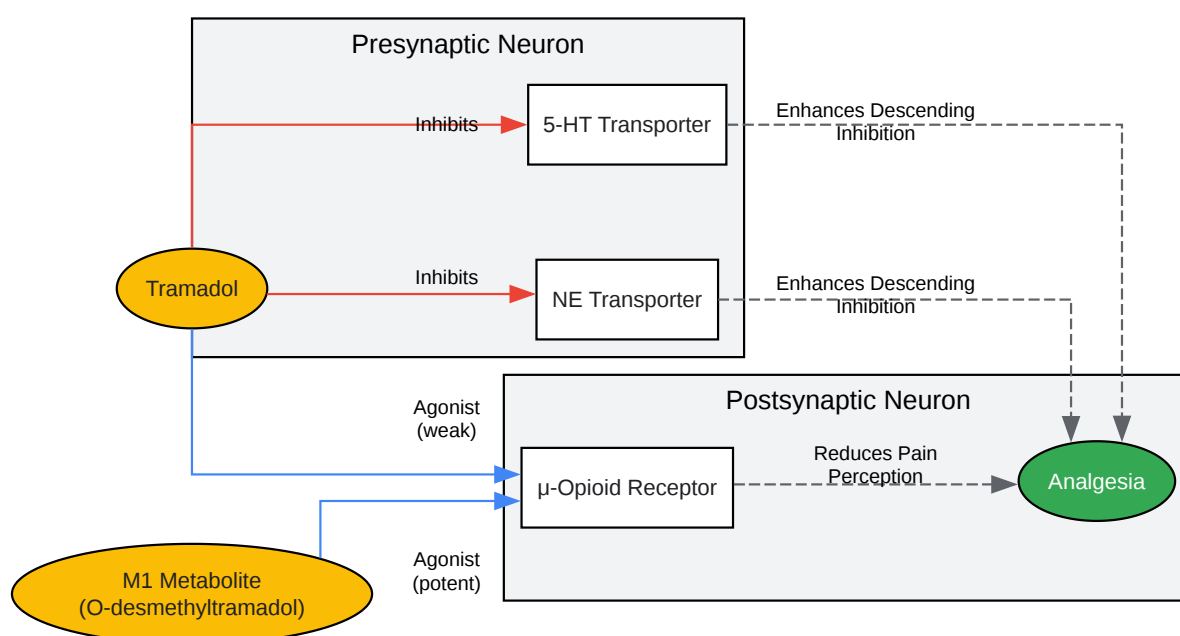 Presynaptic Neuron
Inhibits
5-HT Transporter
Enhances Descending
Inhibition
Tramadol
Inhibits
NE Transporter
Enhances Descending
Inhibition
Postsynaptic Neuron
Agonist
(weak)
μ-Opioid Receptor
Reduces Pain
Perception
Analgesia
Agonist
(potent)
M1 Metabolite
(O-desmethyltramadol)